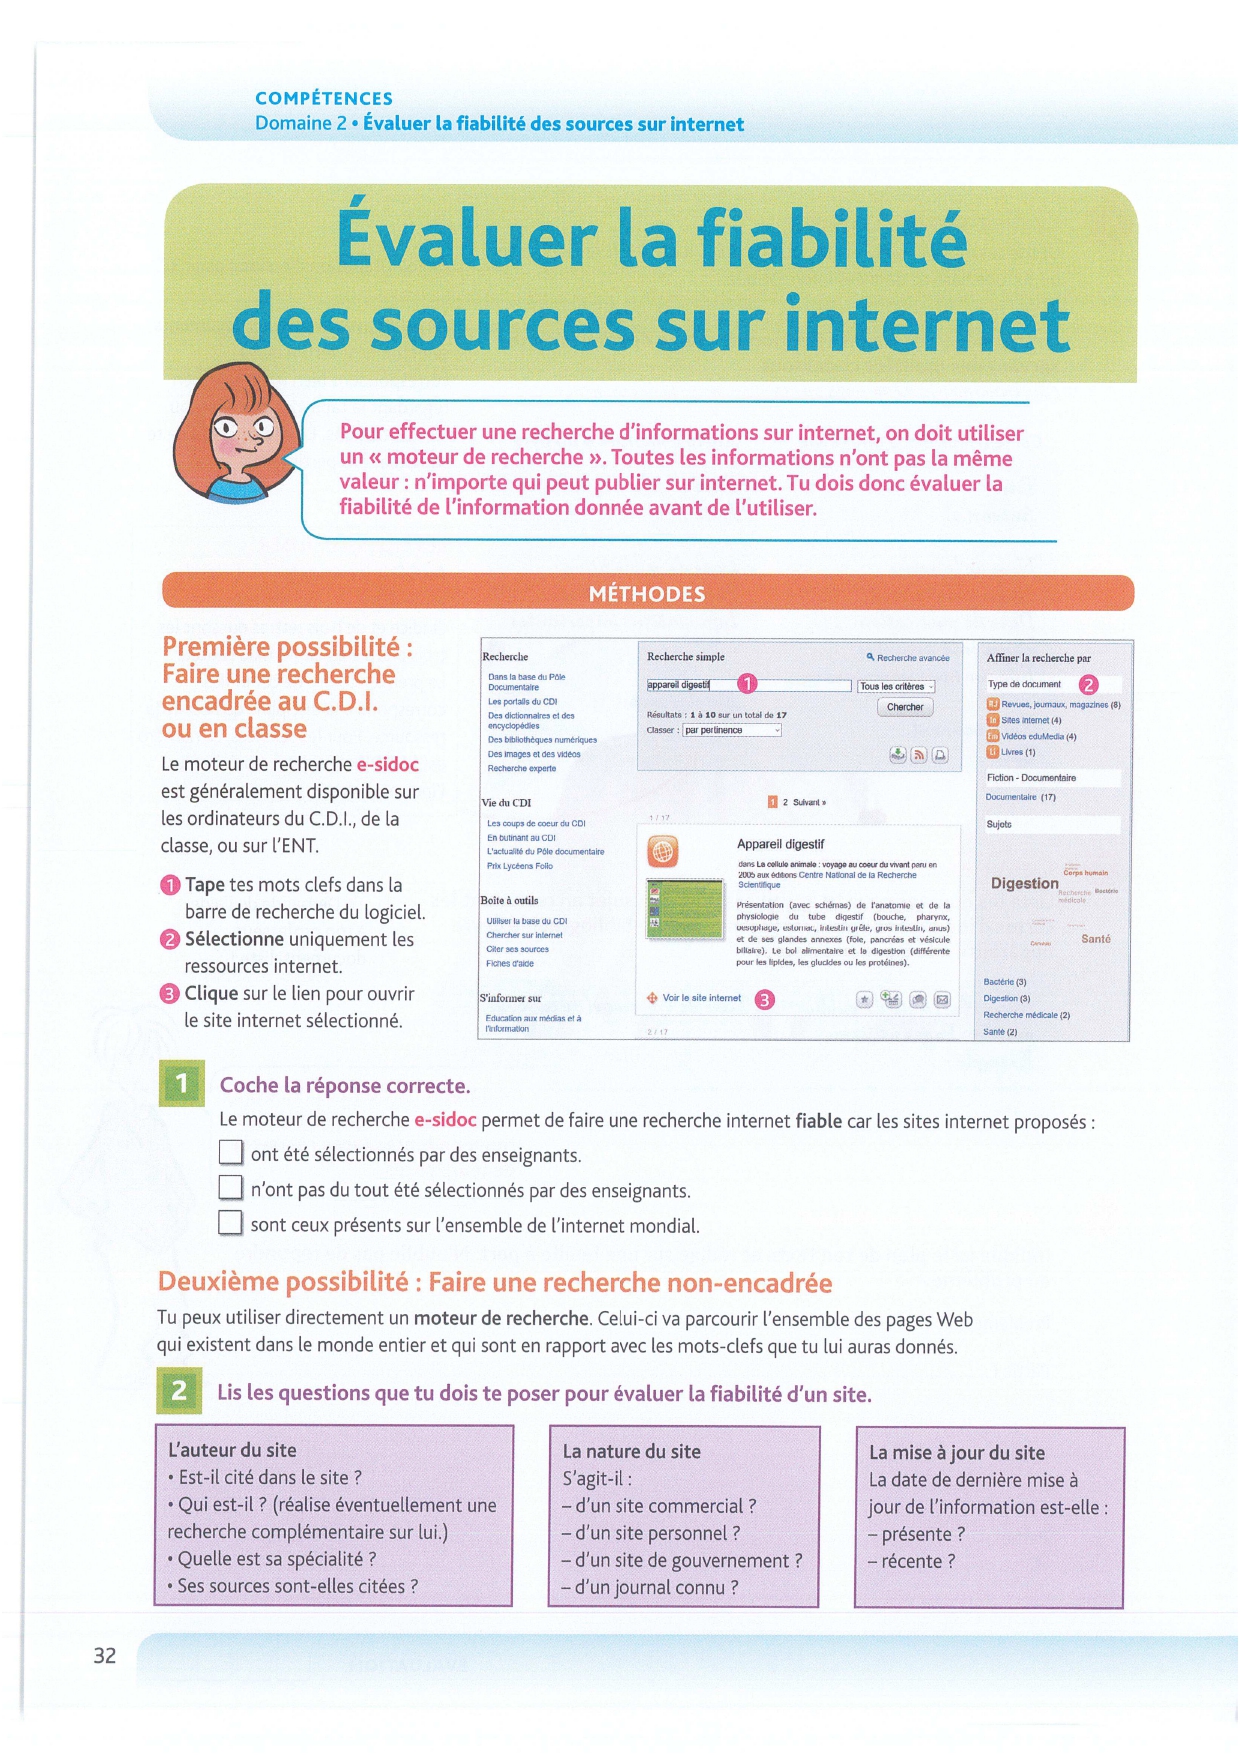 COMPÉTENCES
Domaine 2 • Évaluer la fiabilité des sources sur internet
Évaluer la fiabilité
des sources sur internet
Pour effectuer une recherche d'informations sur internet, on doit utiliser
un « moteur de recherche ». Toutes les informations n'ont pas la même
valeur : n'importe qui peut publier sur internet. Tu dois donc évaluer la
fiabilité de l'information donnée avant de l'utiliser.
MÉTHODES
Première possibilité :
Faire une recherche
encadrée au C.D.I.
ou en classe
Le moteur de recherche e-sidoc
est généralement disponible sur
les ordinateurs du C.D.I., de la
classe, ou sur l'ENT.
1 Tape tes mots clefs dans la
barre de recherche du logiciel.
2 Sélectionne uniquement les
ressources internet.
3 Clique sur le lien pour ouvrir
le site internet sélectionné.
Recherche
Dans la base du Pôle
Documentaire
Les portails du CDI
Des dictionnaires et des
encyclopédies
Des bibliothèques numériques
Des images et des vidéos
Recherche experte
Vie du CDI
Les coups de coeur du CDI
En butinant au CDI
L'actualité du Pôle documentaire
Prix Lycéens Folio
Boite à outils
Utiliser la base du CDI
Chercher sur internet
Citer ses sources
Fiches d'aide
S'informer sur
Education aux médias et à
l'information
Recherche simple
Recherche avancée
appareil digestif
1
Tous les critères
Chercher
Résultats : 1 à 10 sur un total de 17
Classer : par pertinence
1 2 Suivant »
1 / 17
Appareil digestif
dans La cellule animale : voyage au coeur du vivant paru en
2005 aux éditions Centre National de la Recherche
Scientifique
Présentation (avec schémas) de l'anatomie et de la
physiologie du tube digestif (bouche, pharynx,
oesophage, estomac, intestin grêle, gros intestin, anus)
et de ses glandes annexes (foie, pancréas et vésicule
biliaire). Le bol alimentaire et la digestion (différente
pour les lipides, les glucides ou les protéines).
Voir le site internet 3
2 / 17
Affiner la recherche par
Type de document 2
Revues, journaux, magazines (8)
Sites internet (4)
Vidéos eduMedia (4)
Livres (1)
Fiction - Documentaire
Documentaire (17)
Sujets
Corps humain
Digestion
Recherche
médicale
Bactérie
Cerveau
Santé
Bactérie (3)
Digestion (3)
Recherche médicale (2)
Santé (2)
1 Coche la réponse correcte.
Le moteur de recherche e-sidoc permet de faire une recherche internet fiable car les sites internet proposés :
ont été sélectionnés par des enseignants.
n'ont pas du tout été sélectionnés par des enseignants.
sont ceux présents sur l'ensemble de l'internet mondial.
Deuxième possibilité : Faire une recherche non-encadrée
Tu peux utiliser directement un moteur de recherche. Celui-ci va parcourir l'ensemble des pages Web
qui existent dans le monde entier et qui sont en rapport avec les mots-clefs que tu lui auras donnés.
2 Lis les questions que tu dois te poser pour évaluer la fiabilité d'un site.
L'auteur du site
• Est-il cité dans le site ?
• Qui est-il ? (réalise éventuellement une
recherche complémentaire sur lui.)
• Quelle est sa spécialité ?
• Ses sources sont-elles citées ?
La nature du site
S'agit-il :
– d'un site commercial ?
– d'un site personnel ?
– d'un site de gouvernement ?
– d'un journal connu ?
La mise à jour du site
La date de dernière mise à
jour de l'information est-elle :
– présente ?
– récente ?
32